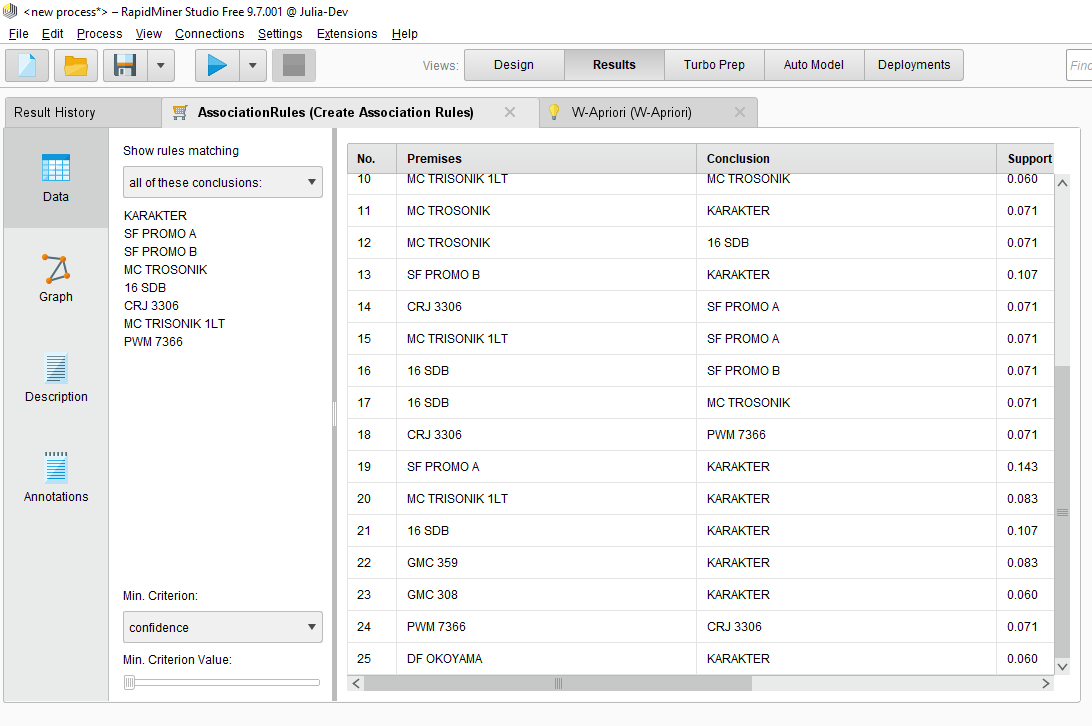 <new process*> – RapidMiner Studio Free 9.7.001 @ Julia-Dev
File Edit Process View Connections Settings Extensions Help
Views: Design Results Turbo Prep Auto Model Deployments Find
Result History AssociationRules (Create Association Rules) W-Apriori (W-Apriori)
Data
Graph
Description
Annotations
Show rules matching
all of these conclusions:
KARAKTER
SF PROMO A
SF PROMO B
MC TROSONIK
16 SDB
CRJ 3306
MC TRISONIK 1LT
PWM 7366
Min. Criterion:
confidence
Min. Criterion Value:
No. Premises Conclusion Support
10 MC TRISONIK 1LT MC TROSONIK 0.060
11 MC TROSONIK KARAKTER 0.071
12 MC TROSONIK 16 SDB 0.071
13 SF PROMO B KARAKTER 0.107
14 CRJ 3306 SF PROMO A 0.071
15 MC TRISONIK 1LT SF PROMO A 0.071
16 16 SDB SF PROMO B 0.071
17 16 SDB MC TROSONIK 0.071
18 CRJ 3306 PWM 7366 0.071
19 SF PROMO A KARAKTER 0.143
20 MC TRISONIK 1LT KARAKTER 0.083
21 16 SDB KARAKTER 0.107
22 GMC 359 KARAKTER 0.083
23 GMC 308 KARAKTER 0.060
24 PWM 7366 CRJ 3306 0.071
25 DF OKOYAMA KARAKTER 0.060